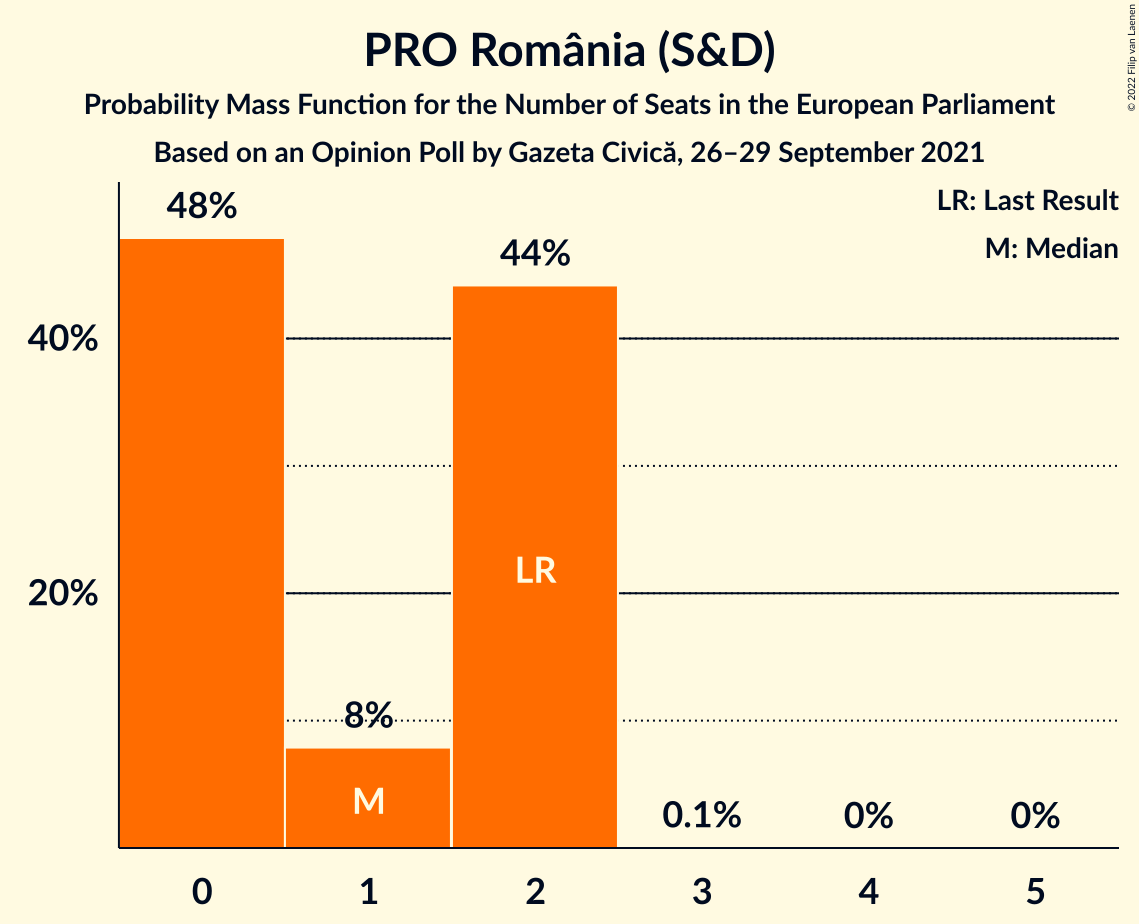 PRO România (S&D)
Probability Mass Function for the Number of Seats in the European Parliament
Based on an Opinion Poll by Gazeta Civică, 26–29 September 2021
© 2022 Filip van Laenen
LR: Last Result
M: Median
48%
44%
40%
LR
20%
8%
M
0.1%
0%
0%
0
1
2
3
4
5